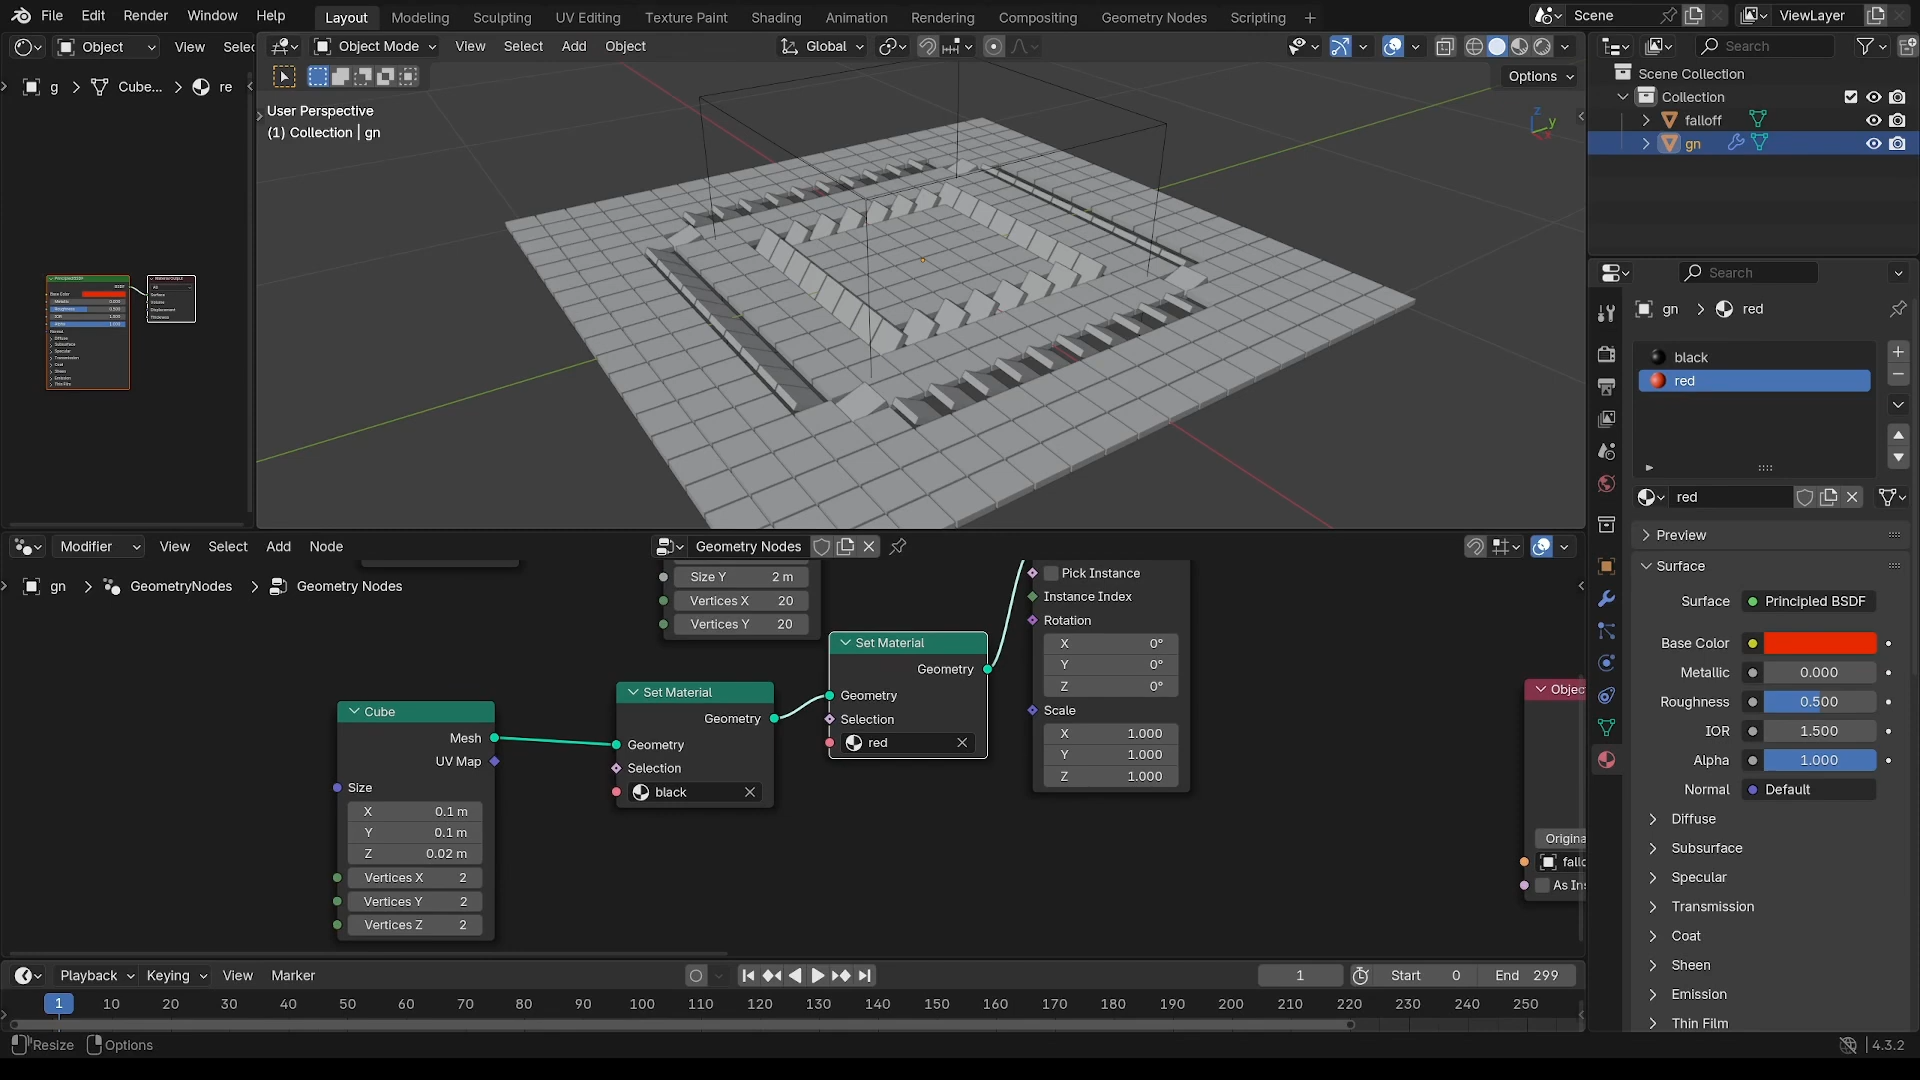 File Edit Render Window Help Layout Modeling Sculpting UV Editing Texture Paint Shading Animation Rendering Compositing Geometry Nodes Scripting + Scene ViewLayer
Object View Sele Object Mode View Select Add Object Global Search
Options
g Cube... re
User Perspective
(1) Collection | gn
Z
Y
Scene Collection
Collection
falloff
gn
Search
gn red
black
red
red
Preview
Surface
Surface Principled BSDF
Base Color
Metallic 0.000
Roughness 0.500
IOR 1.500
Alpha 1.000
Normal Default
Diffuse
Subsurface
Specular
Transmission
Coat
Sheen
Emission
Thin Film
Modifier View Select Add Node Geometry Nodes
gn GeometryNodes Geometry Nodes
Size Y 2 m
Vertices X 20
Vertices Y 20
Pick Instance
Instance Index
Rotation
X 0°
Y 0°
Z 0°
Scale
X 1.000
Y 1.000
Z 1.000
Set Material
Geometry
Geometry
Selection
red
Set Material
Geometry
Geometry
Selection
black
Cube
Mesh
UV Map
Size
X 0.1 m
Y 0.1 m
Z 0.02 m
Vertices X 2
Vertices Y 2
Vertices Z 2
Objec
Origina
fallo
As Ins
Playback Keying View Marker 1 Start 0 End 299
1 10 20 30 40 50 60 70 80 90 100 110 120 130 140 150 160 170 180 190 200 210 220 230 240 250
Resize Options 4.3.2